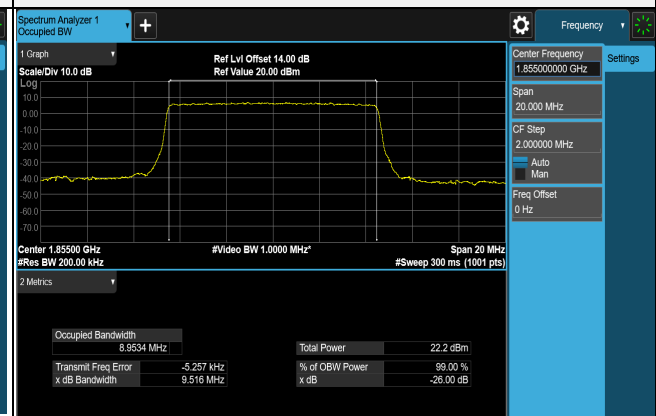 Spectrum Analyzer 1
Occupied BW
+
Frequency
1 Graph
Scale/Div 10.0 dB
Ref Lvl Offset 14.00 dB
Ref Value 20.00 dBm
Log
10.0
0.00
-10.0
-20.0
-30.0
-40.0
-50.0
-60.0
-70.0
Center 1.85500 GHz
#Video BW 1.0000 MHz*
Span 20 MHz
#Res BW 200.00 kHz
#Sweep 300 ms (1001 pts)
2 Metrics
Occupied Bandwidth
8.9534 MHz
Total Power 22.2 dBm
Transmit Freq Error -5.257 kHz
% of OBW Power 99.00 %
x dB Bandwidth 9.516 MHz
x dB -26.00 dB
Center Frequency
1.855000000 GHz
Settings
Span
20.000 MHz
CF Step
2.000000 MHz
Auto
Man
Freq Offset
0 Hz